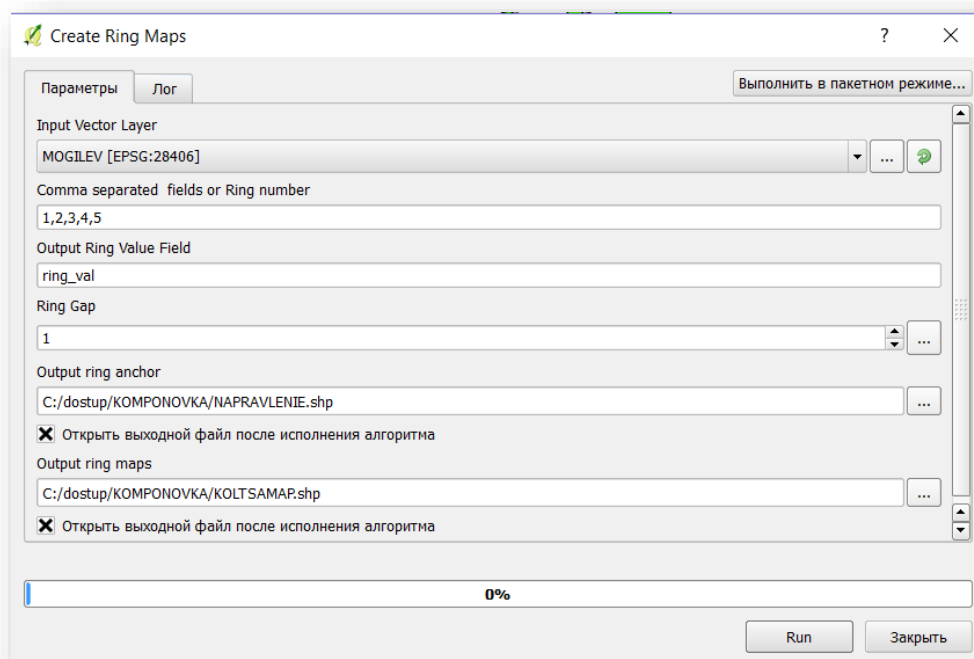 Create Ring Maps
?
Параметры
Лог
Выполнить в пакетном режиме...
Input Vector Layer
MOGILEV [EPSG:28406]
...
Comma separated  fields or Ring number
1,2,3,4,5
Output Ring Value Field
ring_val
Ring Gap
1
...
Output ring anchor
C:/dostup/KOMPONOVKA/NAPRAVLENIE.shp
...
Открыть выходной файл после исполнения алгоритма
Output ring maps
C:/dostup/KOMPONOVKA/KOLTSAMAP.shp
...
Открыть выходной файл после исполнения алгоритма
0%
Run
Закрыть